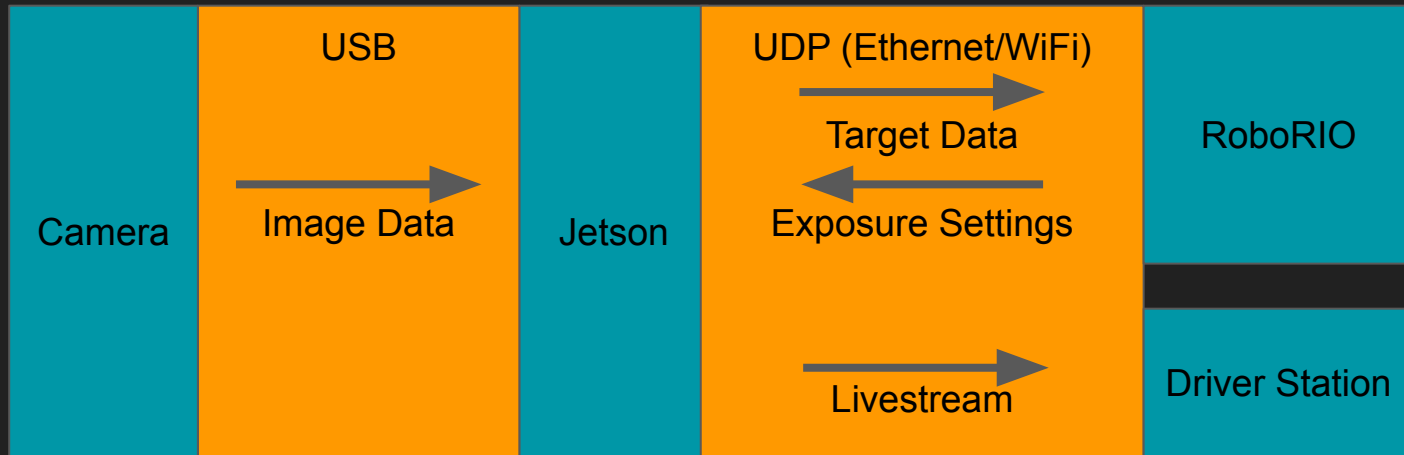 USB
UDP (Ethernet/WiFi)
Target Data
RoboRIO
Camera
Image Data
Jetson
Exposure Settings
Livestream
Driver Station